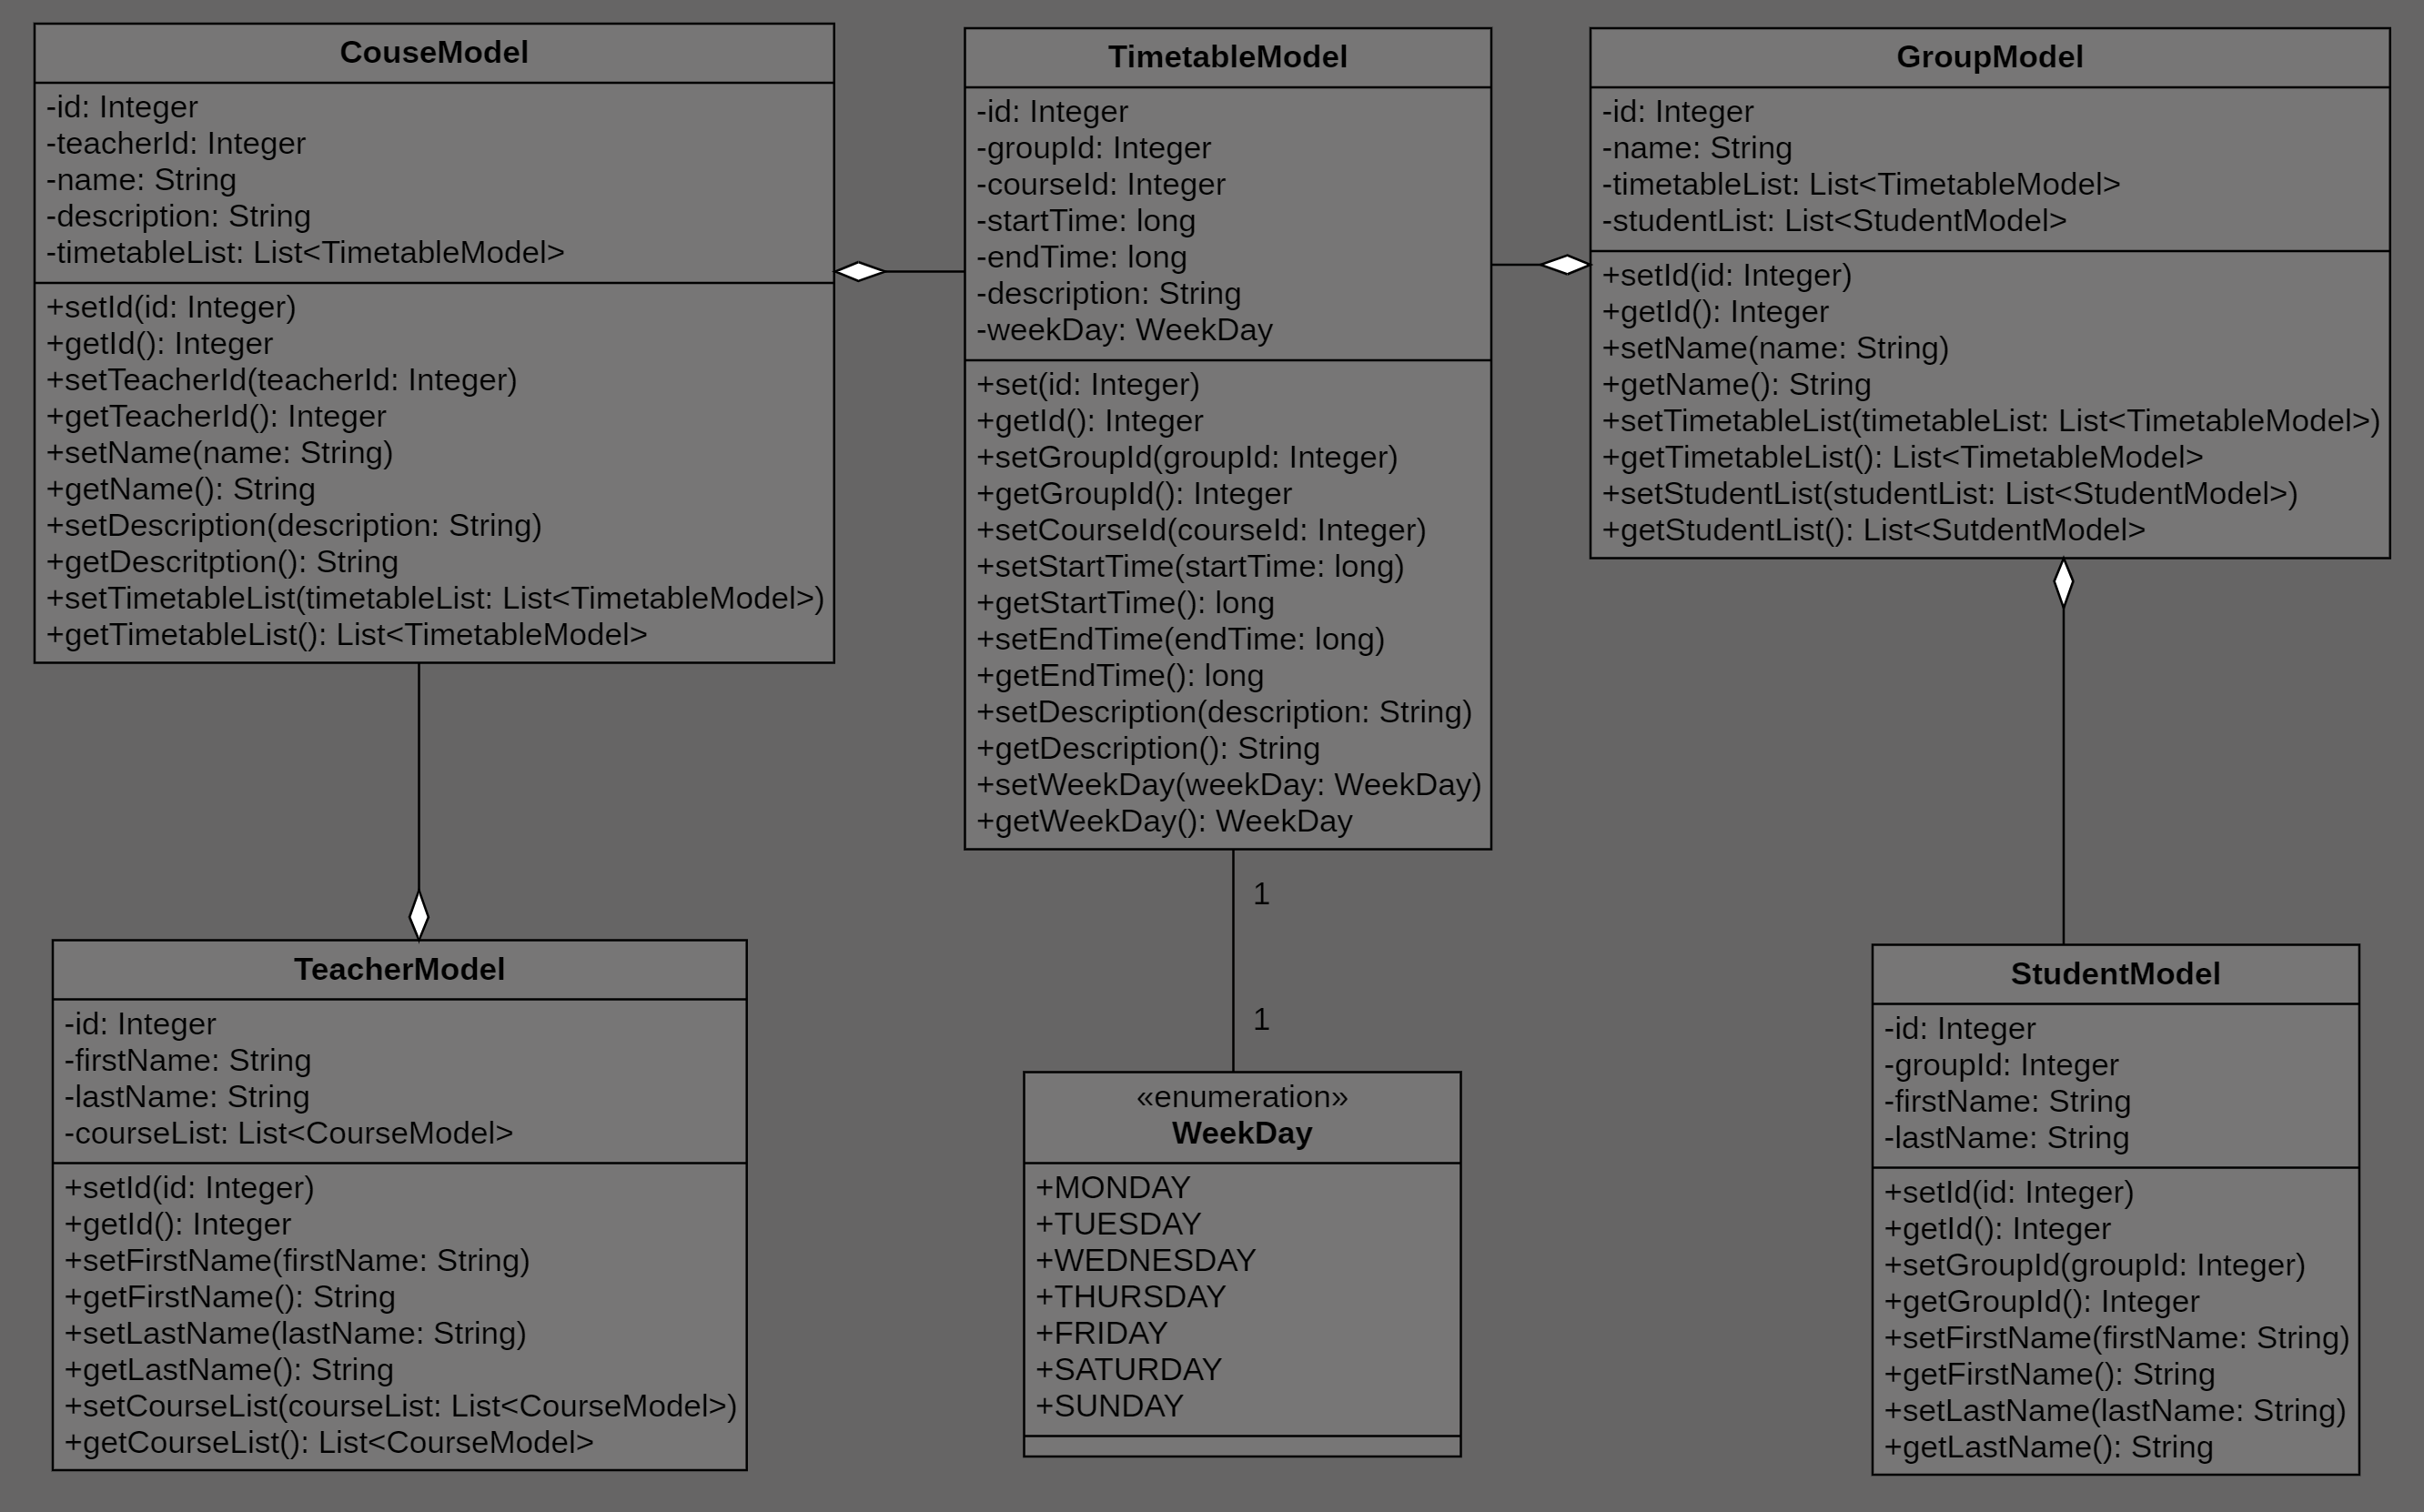 CouseModel
-id: Integer
-teacherId: Integer
-name: String
-description: String
-timetableList: List<TimetableModel>
+setId(id: Integer)
+getId(): Integer
+setTeacherId(teacherId: Integer)
+getTeacherId(): Integer
+setName(name: String)
+getName(): String
+setDescription(description: String)
+getDescritption(): String
+setTimetableList(timetableList: List<TimetableModel>)
+getTimetableList(): List<TimetableModel>
TimetableModel
-id: Integer
-groupId: Integer
-courseId: Integer
-startTime: long
-endTime: long
-description: String
-weekDay: WeekDay
+set(id: Integer)
+getId(): Integer
+setGroupId(groupId: Integer)
+getGroupId(): Integer
+setCourseId(courseId: Integer)
+setStartTime(startTime: long)
+getStartTime(): long
+setEndTime(endTime: long)
+getEndTime(): long
+setDescription(description: String)
+getDescription(): String
+setWeekDay(weekDay: WeekDay)
+getWeekDay(): WeekDay
GroupModel
-id: Integer
-name: String
-timetableList: List<TimetableModel>
-studentList: List<StudentModel>
+setId(id: Integer)
+getId(): Integer
+setName(name: String)
+getName(): String
+setTimetableList(timetableList: List<TimetableModel>)
+getTimetableList(): List<TimetableModel>
+setStudentList(studentList: List<StudentModel>)
+getStudentList(): List<SutdentModel>
1
1
TeacherModel
-id: Integer
-firstName: String
-lastName: String
-courseList: List<CourseModel>
+setId(id: Integer)
+getId(): Integer
+setFirstName(firstName: String)
+getFirstName(): String
+setLastName(lastName: String)
+getLastName(): String
+setCourseList(courseList: List<CourseModel>)
+getCourseList(): List<CourseModel>
«enumeration»
WeekDay
+MONDAY
+TUESDAY
+WEDNESDAY
+THURSDAY
+FRIDAY
+SATURDAY
+SUNDAY
StudentModel
-id: Integer
-groupId: Integer
-firstName: String
-lastName: String
+setId(id: Integer)
+getId(): Integer
+setGroupId(groupId: Integer)
+getGroupId(): Integer
+setFirstName(firstName: String)
+getFirstName(): String
+setLastName(lastName: String)
+getLastName(): String